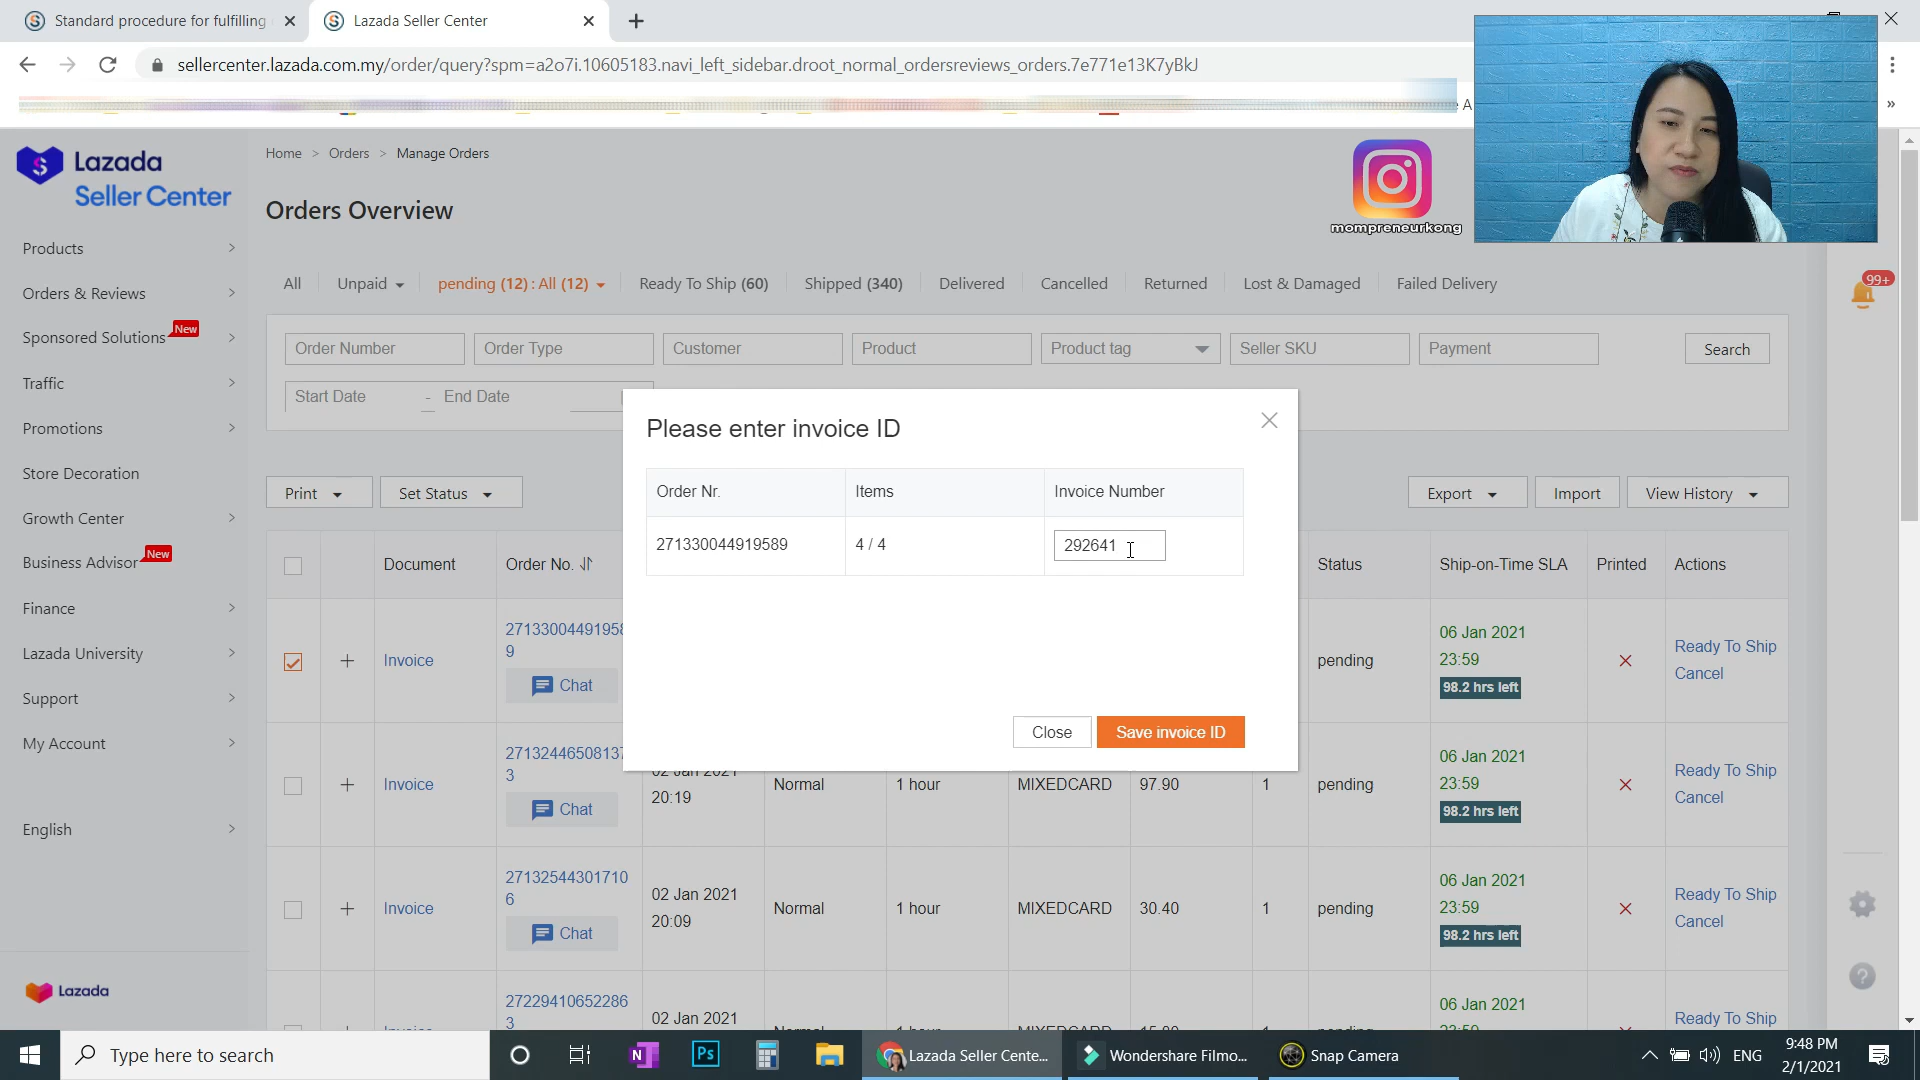 Standard procedure for fulfilling
Lazada Seller Center
sellercenter.lazada.com.my/order/query?spm=a2o7i.10605183.navi_left_sidebar.droot_normal_ordersreviews_orders.7e771e13K7yBkJ
A
»
Lazada
Seller Center
Home > Orders > Manage Orders
mompreneurkong
Orders Overview
Products
Orders & Reviews
Sponsored Solutions New
Traffic
Promotions
Store Decoration
Growth Center
Business Advisor New
Finance
Lazada University
Support
My Account
English
Lazada
All Unpaid pending (12) : All (12) Ready To Ship (60) Shipped (340) Delivered Cancelled Returned Lost & Damaged Failed Delivery
99+
Order Number Order Type Customer Product Product tag Seller SKU Payment Search
Start Date - End Date
Please enter invoice ID
Order Nr. Items Invoice Number
271330044919589 4 / 4 292641
Close Save invoice ID
Print Set Status Export Import View History
Document Order No. Status Ship-on-Time SLA Printed Actions
27133004491958
9
Chat
Invoice pending
06 Jan 2021
23:59
98.2 hrs left
Ready To Ship
Cancel
27132446508137
3
Chat
Invoice
20:19
Normal 1 hour MIXEDCARD 97.90 1 pending
06 Jan 2021
23:59
98.2 hrs left
Ready To Ship
Cancel
27132544301710
6
Chat
Invoice
02 Jan 2021
20:09
Normal 1 hour MIXEDCARD 30.40 1 pending
06 Jan 2021
23:59
98.2 hrs left
Ready To Ship
Cancel
27229410652286
3
02 Jan 2021
06 Jan 2021
Ready To Ship
Type here to search
Ps
Lazada Seller Cente...
Wondershare Filmo...
Snap Camera
ENG
9:48 PM
2/1/2021